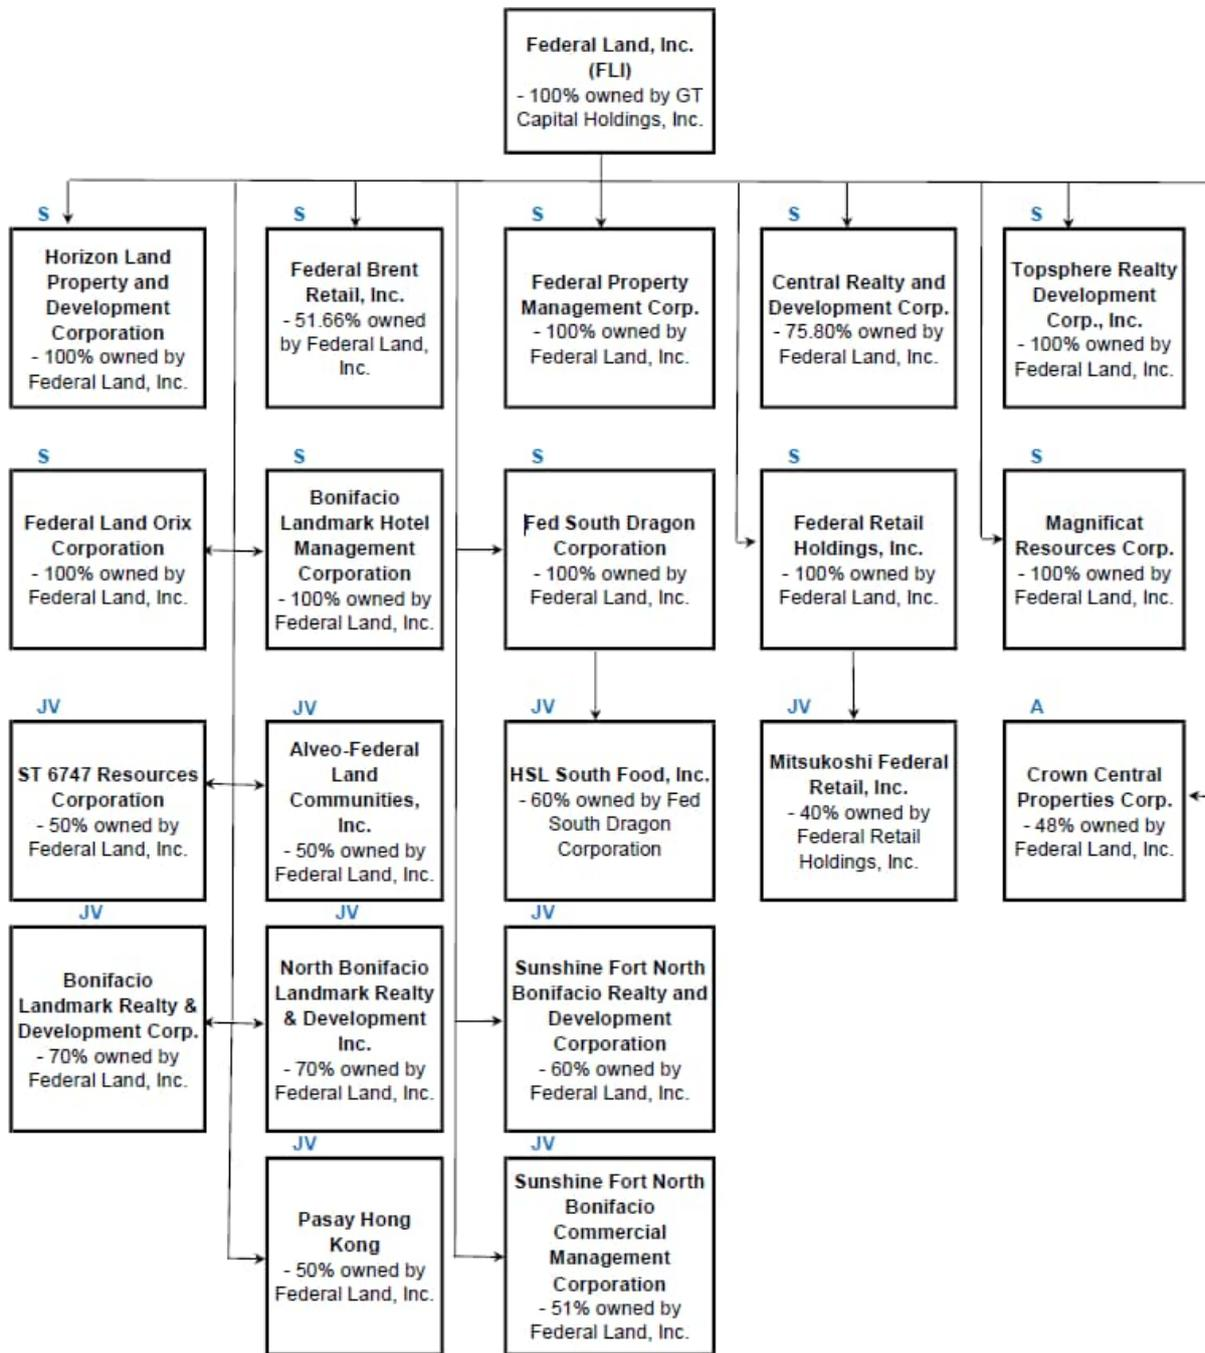 Federal Land, Inc.
(FLI)
- 100% owned by GT
Capital Holdings, Inc.
S
Horizon Land
Property and
Development
Corporation
- 100% owned by
Federal Land, Inc.
S
Federal Brent
Retail, Inc.
- 51.66% owned
by Federal Land,
Inc.
S
Federal Property
Management Corp.
- 100% owned by
Federal Land, Inc.
S
Central Realty and
Development Corp.
- 75.80% owned by
Federal Land, Inc.
S
Topsphere Realty
Development
Corp., Inc.
- 100% owned by
Federal Land, Inc.
S
Federal Land Orix
Corporation
- 100% owned by
Federal Land, Inc.
S
Bonifacio
Landmark Hotel
Management
Corporation
- 100% owned by
Federal Land, Inc.
S
Fed South Dragon
Corporation
- 100% owned by
Federal Land, Inc.
S
Federal Retail
Holdings, Inc.
- 100% owned by
Federal Land, Inc.
S
Magnificat
Resources Corp.
- 100% owned by
Federal Land, Inc.
JV
ST 6747 Resources
Corporation
- 50% owned by
Federal Land, Inc.
JV
Alveo-Federal
Land
Communities,
Inc.
- 50% owned by
Federal Land, Inc.
JV
HSL South Food, Inc.
- 60% owned by Fed
South Dragon
Corporation
JV
Mitsukoshi Federal
Retail, Inc.
- 40% owned by
Federal Retail
Holdings, Inc.
A
Crown Central
Properties Corp.
- 48% owned by
Federal Land, Inc.
JV
Bonifacio
Landmark Realty &
Development Corp.
- 70% owned by
Federal Land, Inc.
JV
North Bonifacio
Landmark Realty
& Development
Inc.
- 70% owned by
Federal Land, Inc.
JV
Sunshine Fort North
Bonifacio Realty and
Development
Corporation
- 60% owned by
Federal Land, Inc.
JV
Pasay Hong
Kong
- 50% owned by
Federal Land, Inc.
JV
Sunshine Fort North
Bonifacio
Commercial
Management
Corporation
- 51% owned by
Federal Land, Inc.